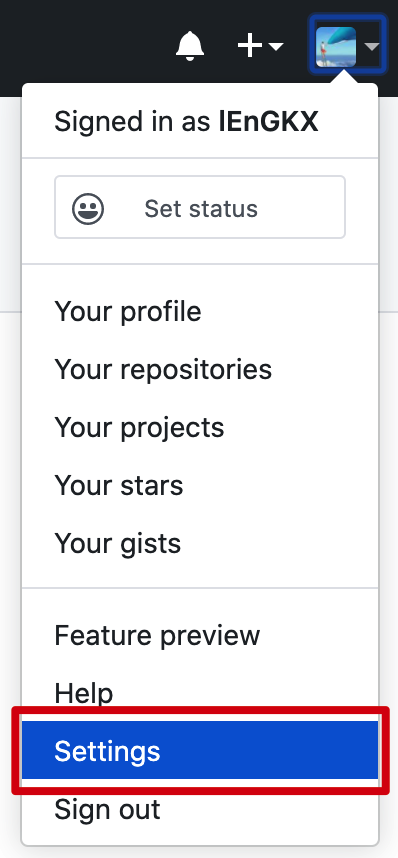 Signed in as lEnGKX
Set status
Your profile
Your repositories
Your projects
Your stars
Your gists
Feature preview
Help
Settings
Sign out